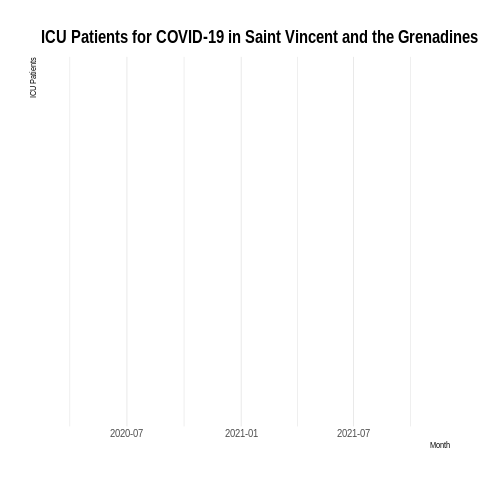 ICU Patients for COVID-19 in Saint Vincent and the Grenadines
ICU Patients
2020-07
2021-01
2021-07
Month